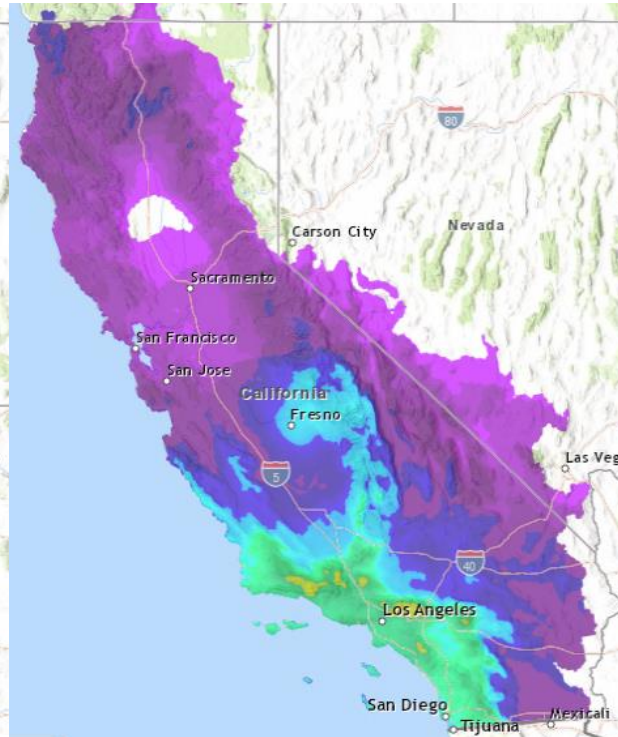 80
Carson City
Nevada
Sacramento
San Francisco
San Jose
California
Fresno
Las Veg
5
40
Los Angeles
San Diego
Mexicali
Tijuana